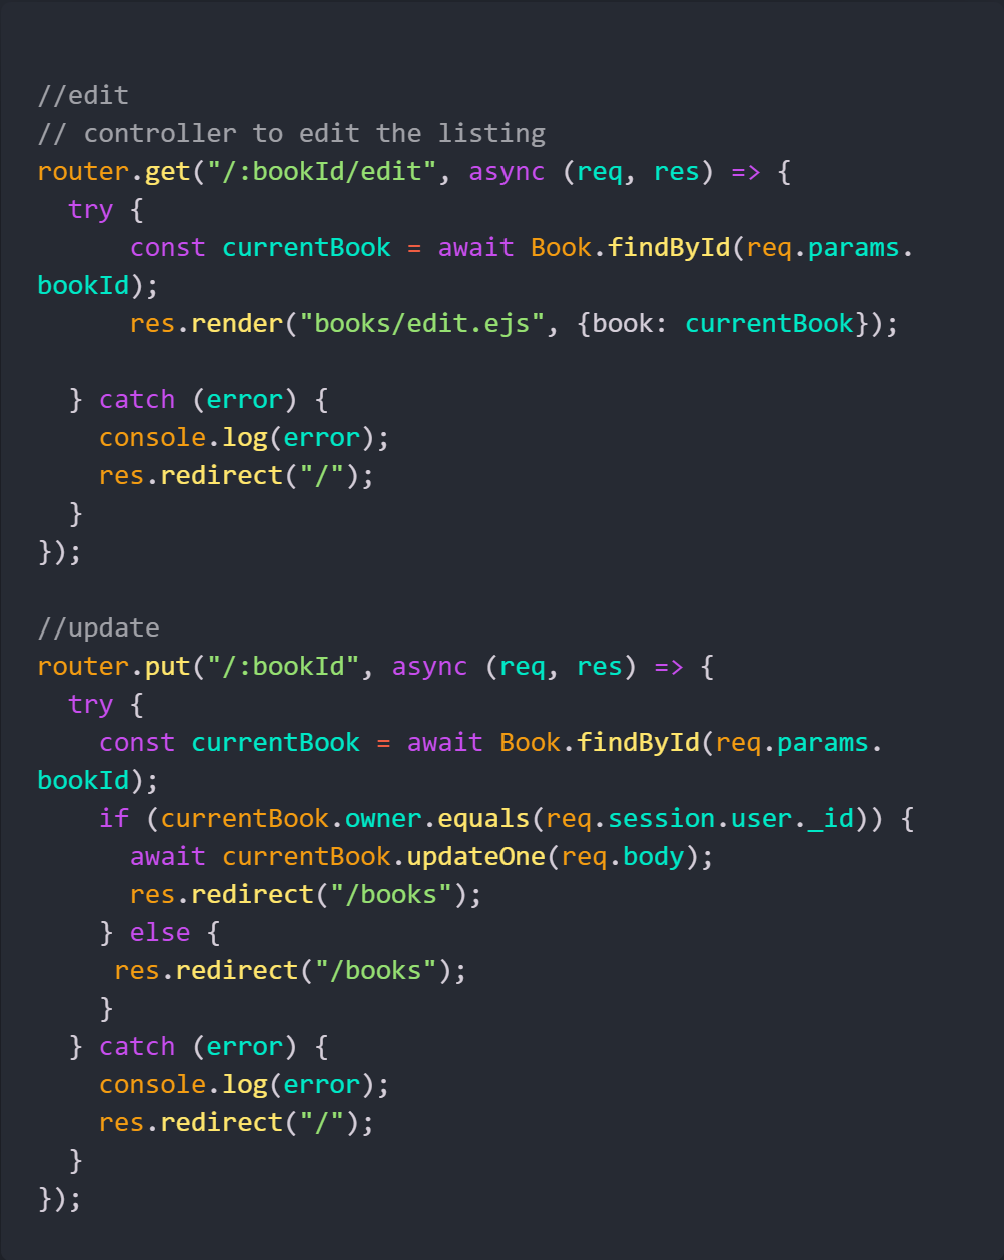 //edit
// controller to edit the listing
router.get("/:bookId/edit", async (req, res) => {
  try {
      const currentBook = await Book.findById(req.params.
bookId);
      res.render("books/edit.ejs", {book: currentBook});

  } catch (error) {
    console.log(error);
    res.redirect("/");
  }
});

//update
router.put("/:bookId", async (req, res) => {
  try {
    const currentBook = await Book.findById(req.params.
bookId);
    if (currentBook.owner.equals(req.session.user._id)) {
      await currentBook.updateOne(req.body);
      res.redirect("/books");
    } else {
     res.redirect("/books");
    }
  } catch (error) {
    console.log(error);
    res.redirect("/");
  }
});